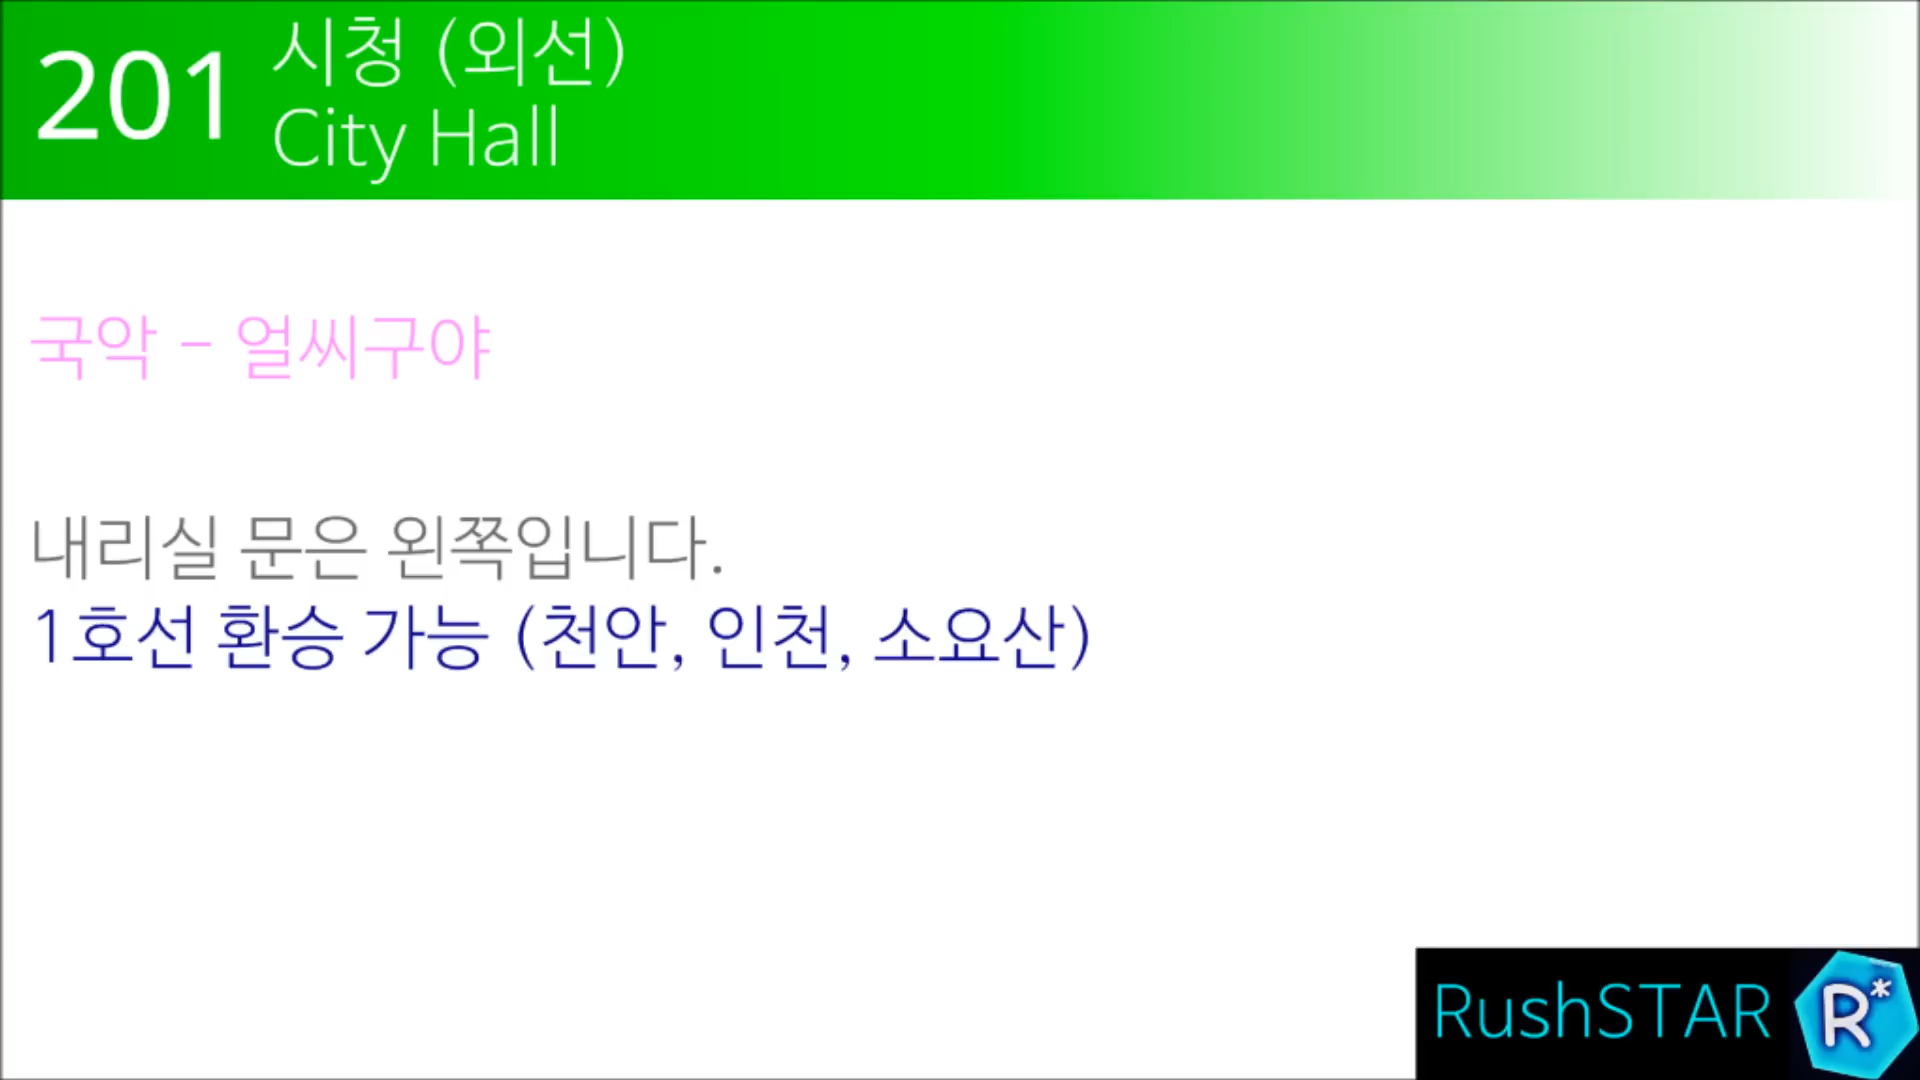 201
시청 (외선)
City Hall
국악 - 얼씨구야
내리실 문은 왼쪽입니다.
1호선 환승 가능 (천안, 인천, 소요산)
RushSTAR
R*